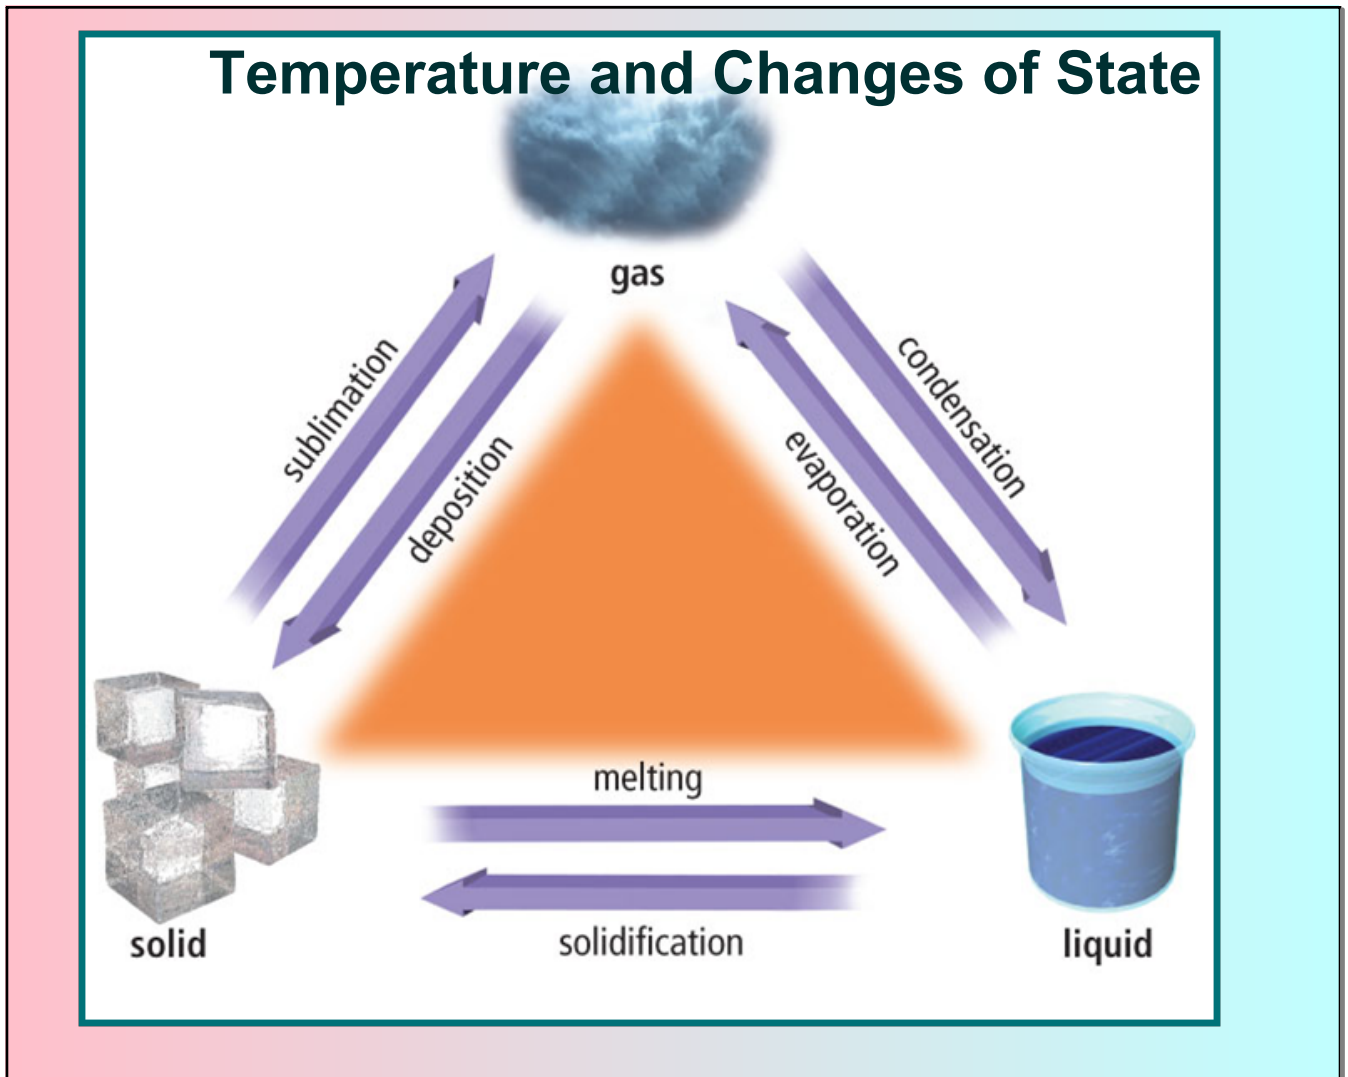 Temperature and Changes of State
gas
sublimation
deposition
evaporation
condensation
melting
solidification
solid
liquid